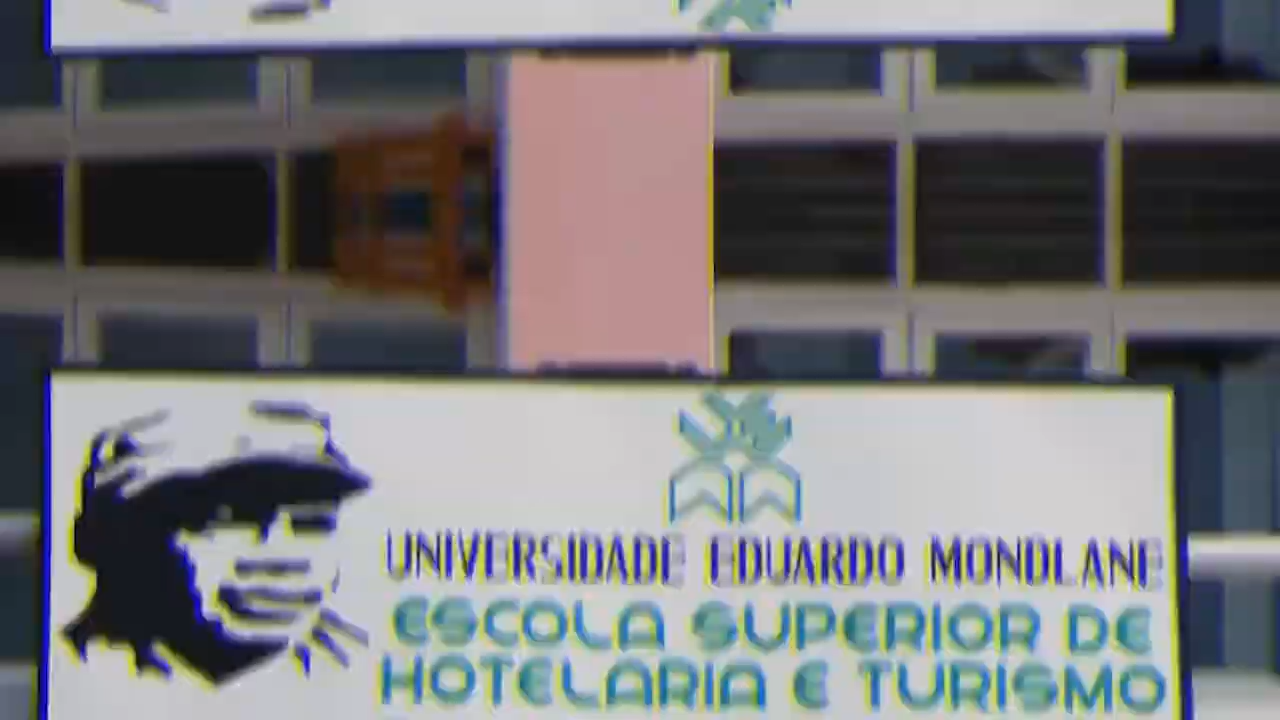 UNIVERSIDADE EDUARDO MONDLANE
ESCOLA SUPERIOR DE
HOTELARIA E TURISMO